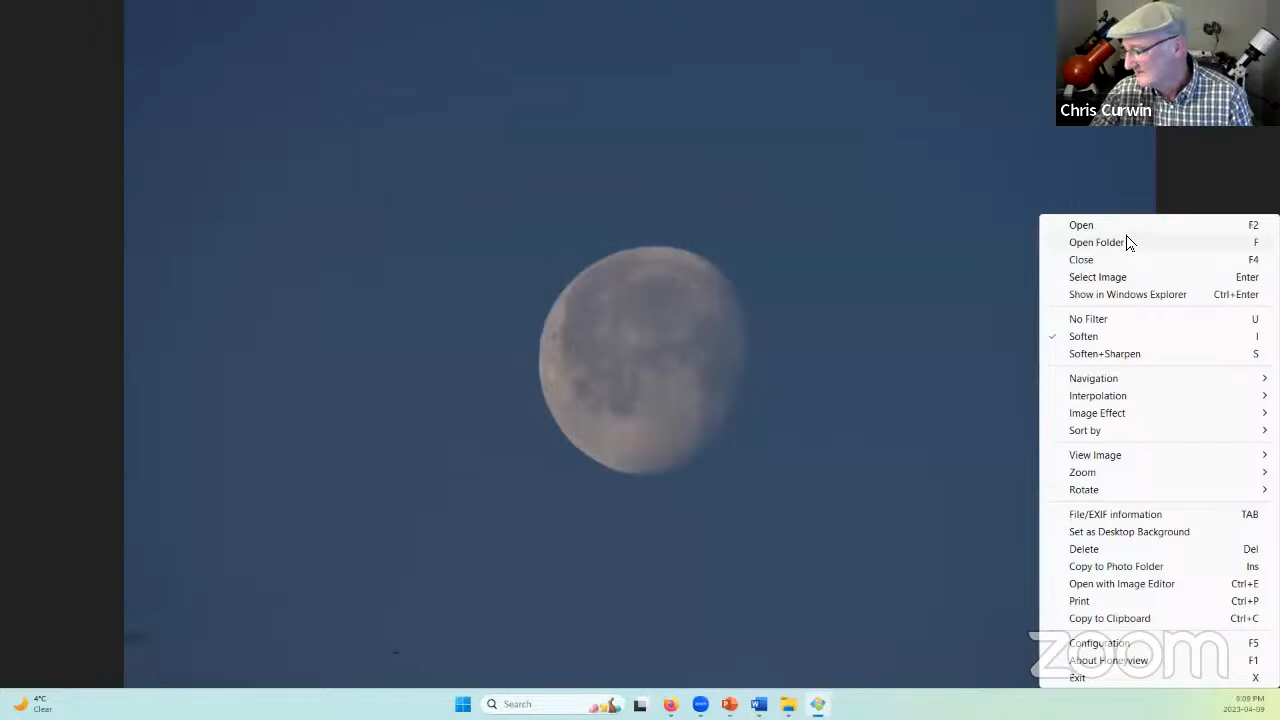 Chris Curwin
Open F2
Open Folder F
Close F4
Select Image Enter
Show in Windows Explorer Ctrl+Enter
No Filter U
Soften I
Soften+Sharpen S
Navigation
Interpolation
Image Effect
Sort by
View Image
Zoom
Rotate
File/EXIF information TAB
Set as Desktop Background
Delete Del
Copy to Photo Folder Ins
Open with Image Editor Ctrl+E
Print Ctrl+P
Copy to Clipboard Ctrl+C
Configuration F5
About Honeyview F1
Exit X
zoom
4°C
Clear
Search
9:09 PM
2023-04-09